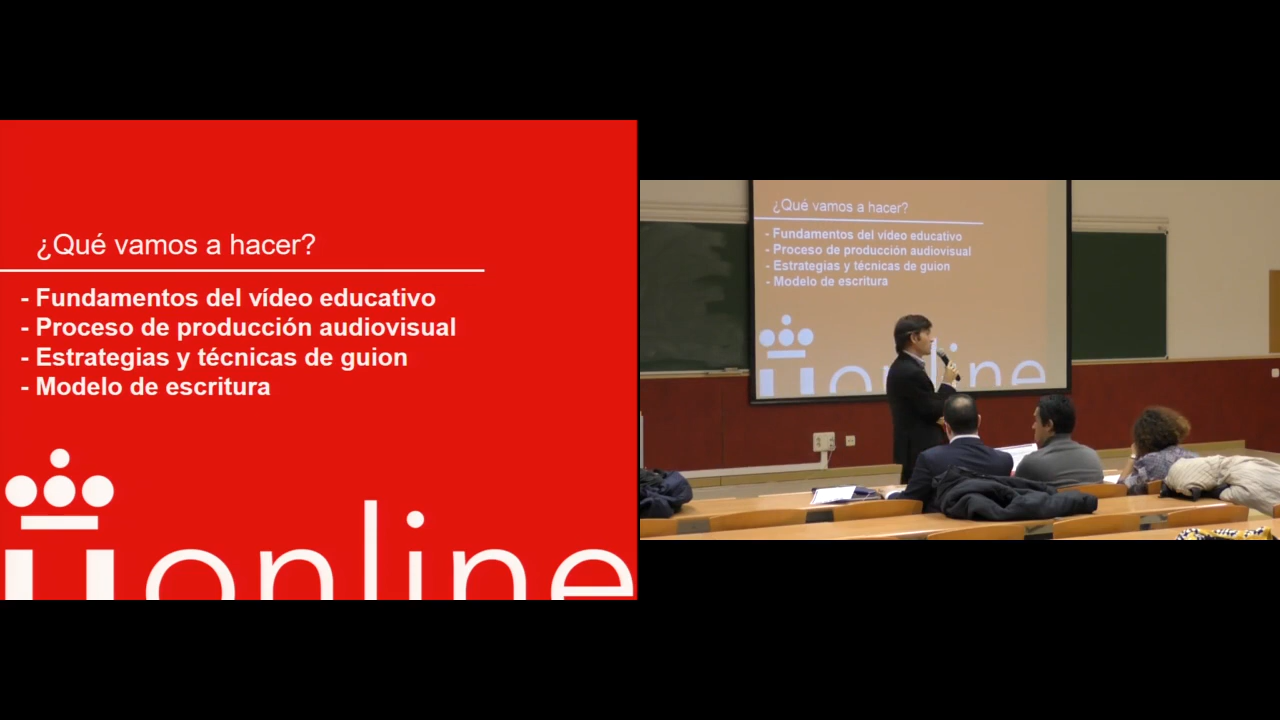 ¿Qué vamos a hacer?
- Fundamentos del vídeo educativo
- Proceso de producción audiovisual
- Estrategias y técnicas de guion
- Modelo de escritura
online
¿Qué vamos a hacer?
- Fundamentos del vídeo educativo
- Proceso de producción audiovisual
- Estrategias y técnicas de guion
- Modelo de escritura
online